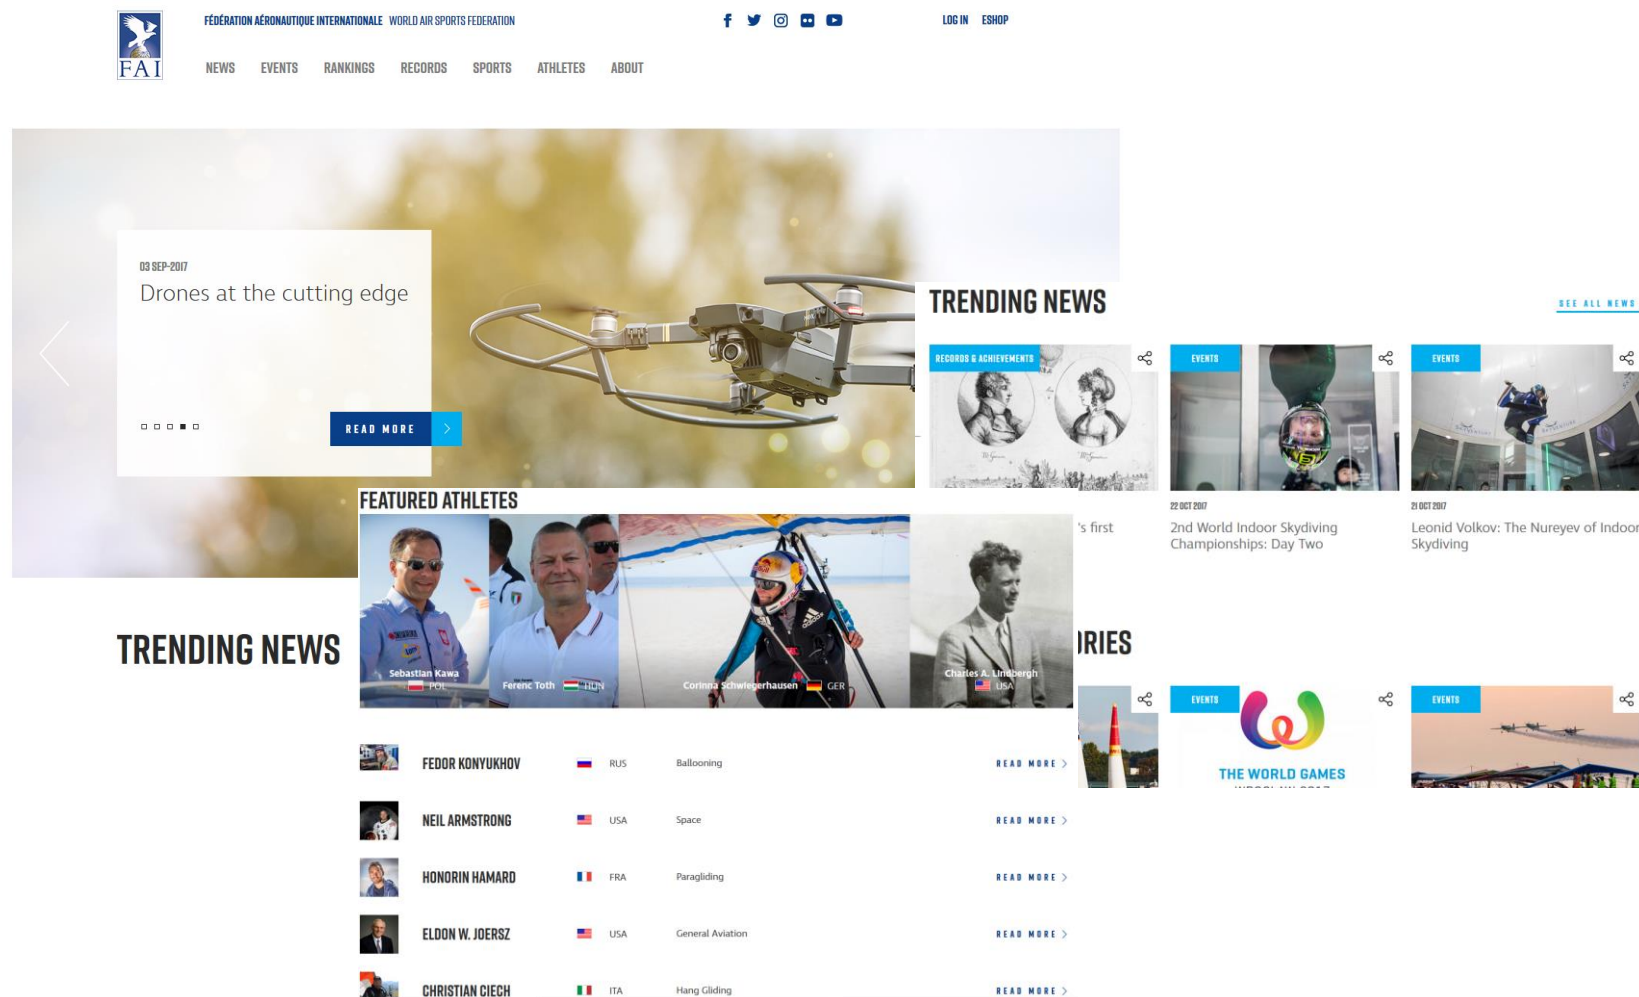 FÉDÉRATION AÉRONAUTIQUE INTERNATIONALE WORLD AIR SPORTS FEDERATION
LOG IN ESHOP
FAI
NEWS EVENTS RANKINGS RECORDS SPORTS ATHLETES ABOUT
03 SEP-2017
Drones at the cutting edge
READ MORE
TRENDING NEWS
SEE ALL NEWS
RECORDS & ACHIEVEMENTS
EVENTS
EVENTS
22 OCT 2017
21 OCT 2017
's first
2nd World Indoor Skydiving
Championships: Day Two
Leonid Volkov: The Nureyev of Indoor
Skydiving
FEATURED ATHLETES
Sebastian Kawa
POL
Ferenc Toth HUN
Corinna Schwiegerhausen GER
Charles A. Lindbergh
USA
TRENDING NEWS
ORIES
EVENTS
EVENTS
THE WORLD GAMES
FEDOR KONYUKHOV RUS Ballooning READ MORE
NEIL ARMSTRONG USA Space READ MORE
HONORIN HAMARD FRA Paragliding READ MORE
ELDON W. JOERSZ USA General Aviation READ MORE
CHRISTIAN CIECH ITA Hang Gliding READ MORE